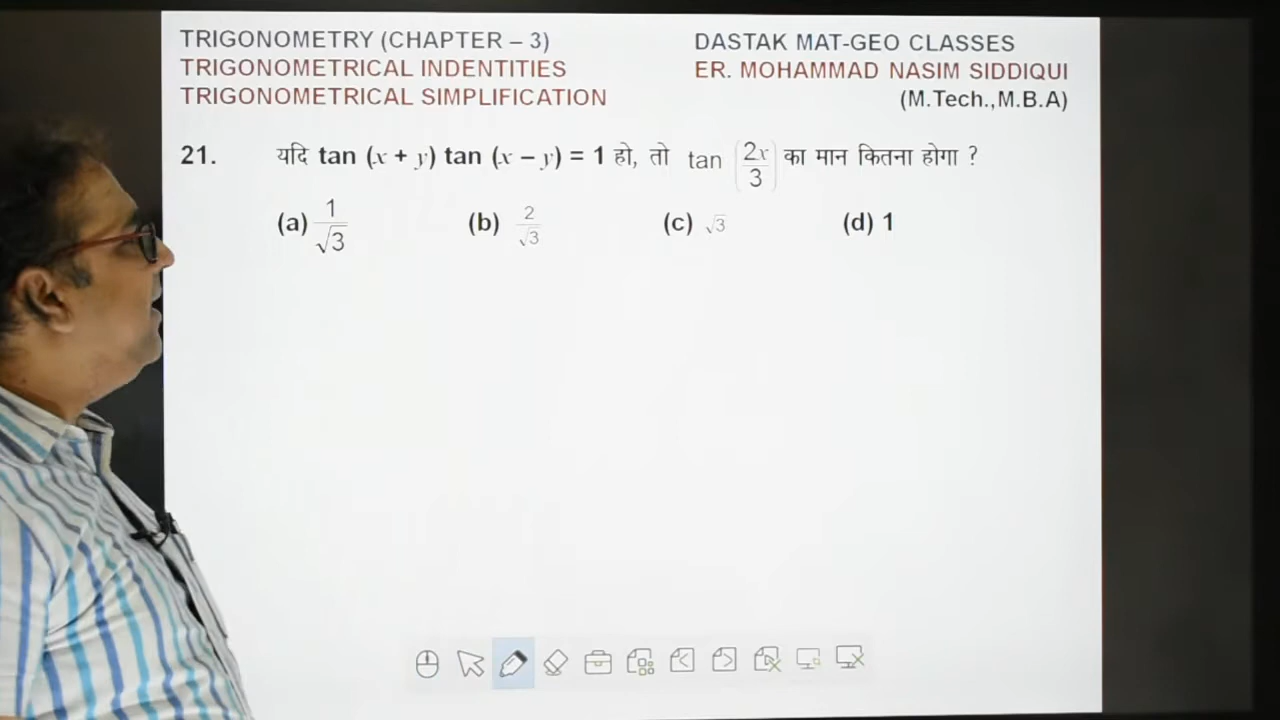 TRIGONOMETRY (CHAPTER – 3)
DASTAK MAT-GEO CLASSES
TRIGONOMETRICAL INDENTITIES
ER. MOHAMMAD NASIM SIDDIQUI
TRIGONOMETRICAL SIMPLIFICATION
(M.Tech.,M.B.A)
21. यदि tan (x + y) tan (x – y) = 1 हो, तो tan (2x/3) का मान कितना होगा ?
(a) 1/√3 (b) 2/√3 (c) √3 (d) 1